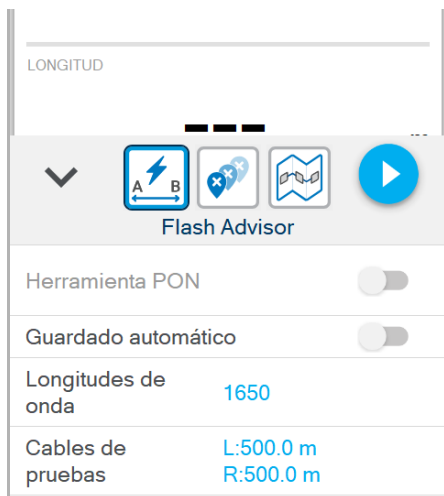 LONGITUD
---
A B
Flash Advisor
Herramienta PON
Guardado automático
Longitudes de
onda
1650
Cables de
pruebas
L:500.0 m
R:500.0 m